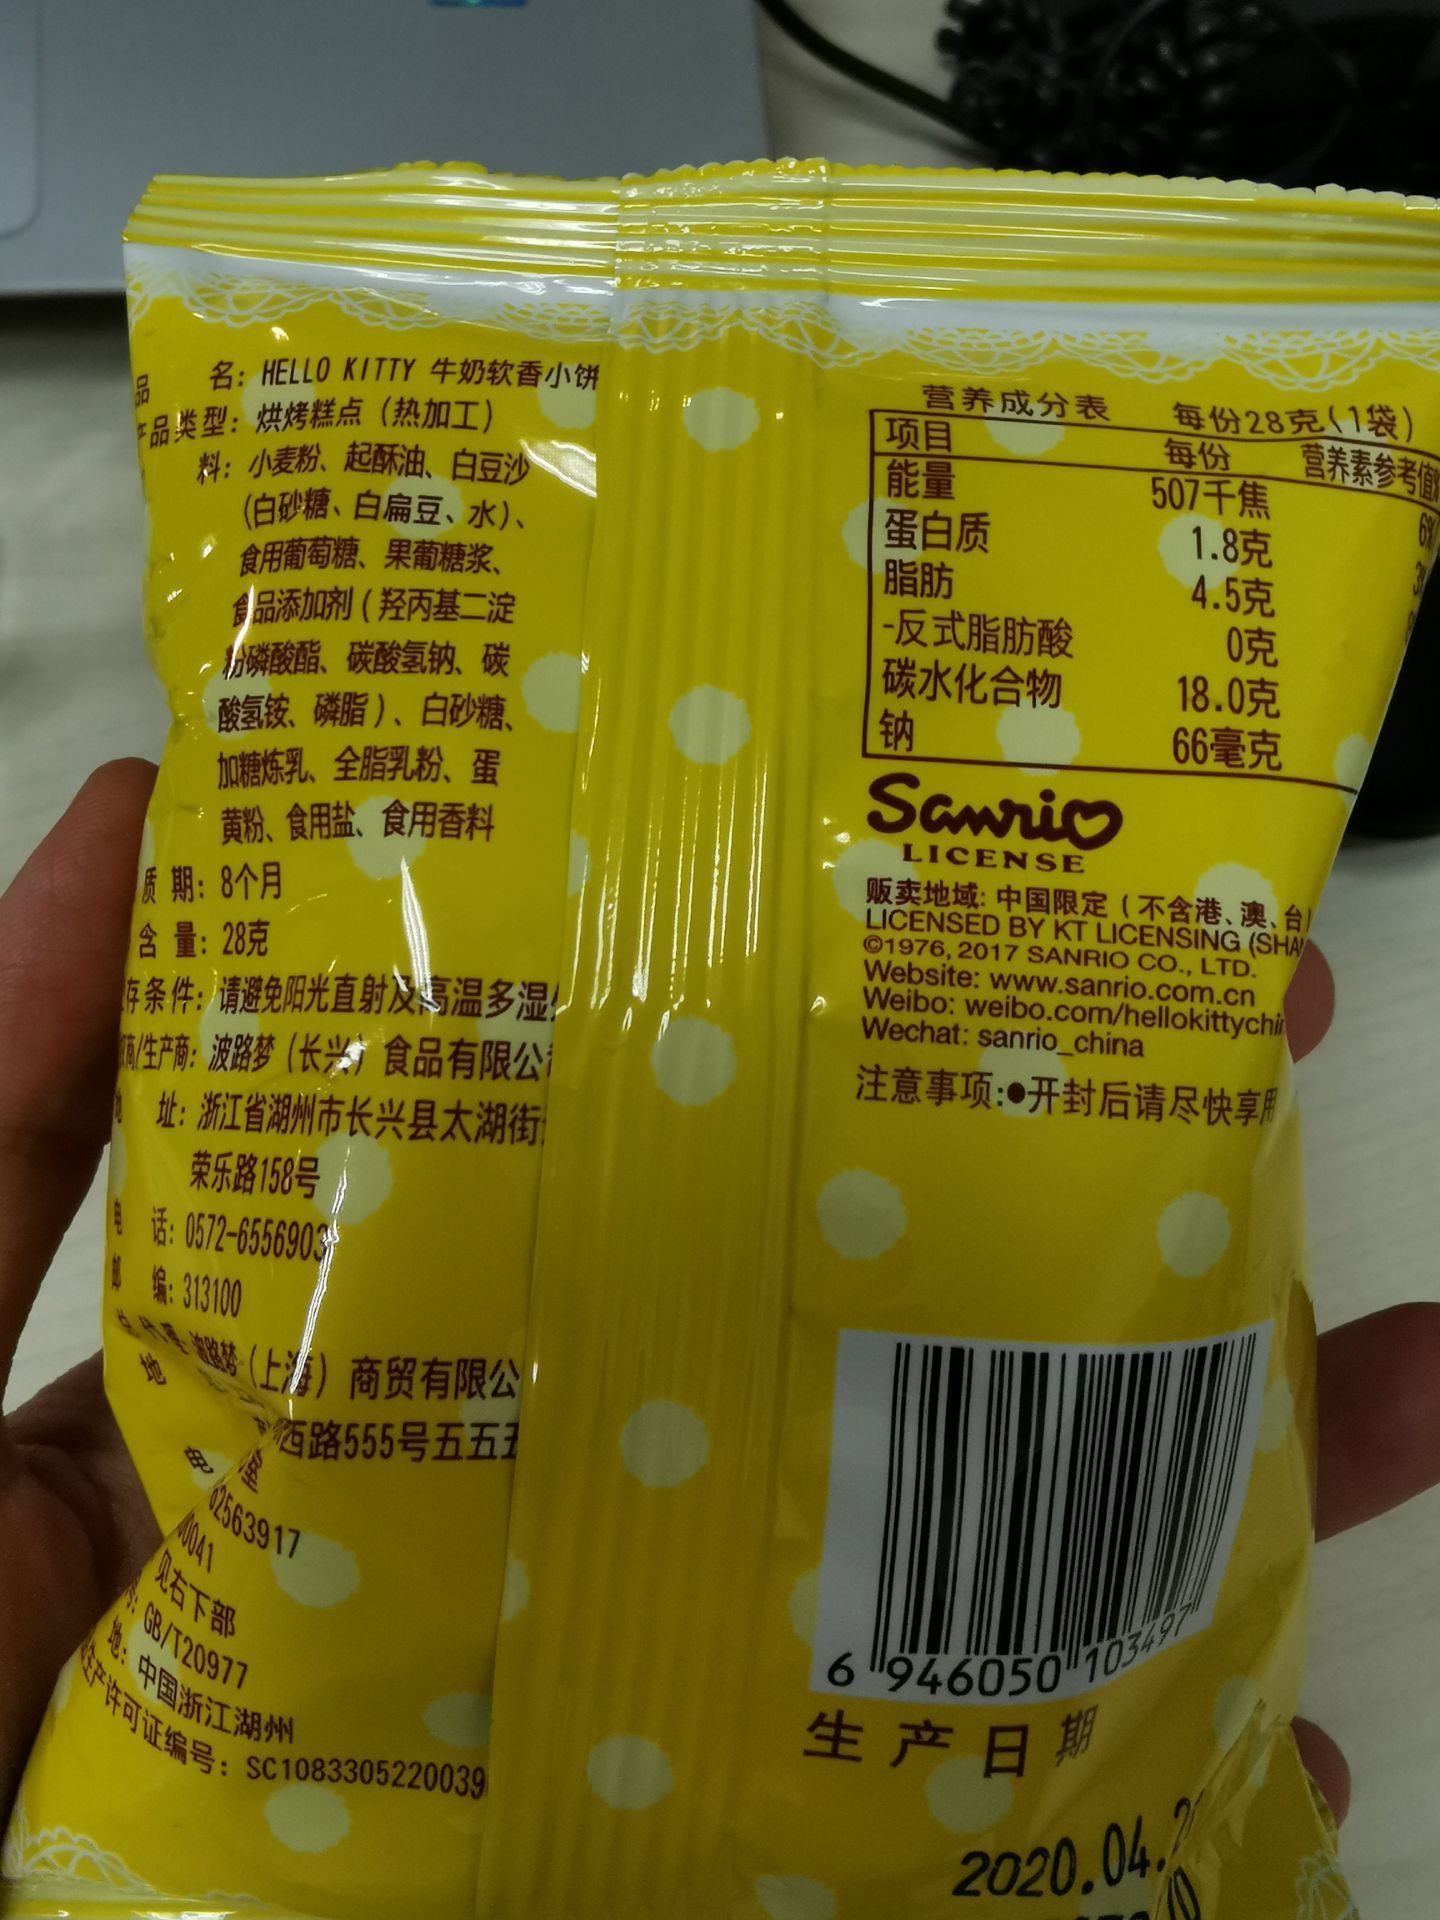 品 名: HELLO KITTY 牛奶软香小饼
产品类型: 烘烤糕点 (热加工)
料: 小麦粉、起酥油、白豆沙
(白砂糖、白扁豆、水)、
食用葡萄糖、果葡糖浆、
食品添加剂 (羟丙基二淀
粉磷酸酯、碳酸氢钠、碳
酸氢铵、磷脂)、白砂糖、
加糖炼乳、全脂乳粉、蛋
黄粉、食用盐、食用香料
质 期: 8个月
含 量: 28克
存条件: 请避免阳光直射及高温多湿
商/生产商: 波路梦 (长兴) 食品有限公
地 址: 浙江省湖州市长兴县太湖街
荣乐路158号
电 话: 0572-6556903
邮 编: 313100
波路梦 (上海) 商贸有限公
地
西路555号五五五
电
62563917
0041
见右下部
号: GB/T20977
地: 中国浙江湖州
生产许可证编号: SC1083305220039
营养成分表 每份28克(1袋)
项目 每份 营养素参考值%
能量 507千焦 6%
蛋白质 1.8克
脂肪 4.5克
-反式脂肪酸 0克
碳水化合物 18.0克
钠 66毫克
Sanrio
LICENSE
贩卖地域: 中国限定 (不含港、澳、台)
LICENSED BY KT LICENSING (SHA
©1976, 2017 SANRIO CO., LTD.
Website: www.sanrio.com.cn
Weibo: weibo.com/hellokittychi
Wechat: sanrio_china
注意事项:●开封后请尽快享用
6 946050 103497
生产日期
2020.04.2